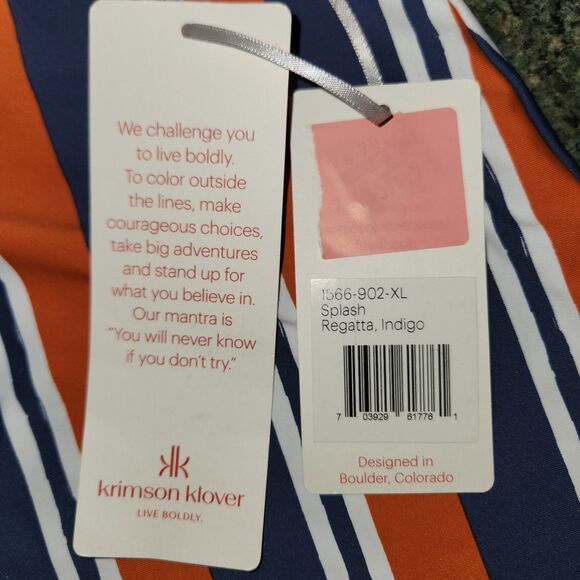 We challenge you
to live boldly.
To color outside
the lines, make
courageous choices,
take big adventures
and stand up for
what you believe in.
Our mantra is
"You will never know
if you don't try."
krimson klover
LIVE BOLDLY.
1566-902-XL
Splash
Regatta, Indigo
7 03929 61776 1
Designed in
Boulder, Colorado